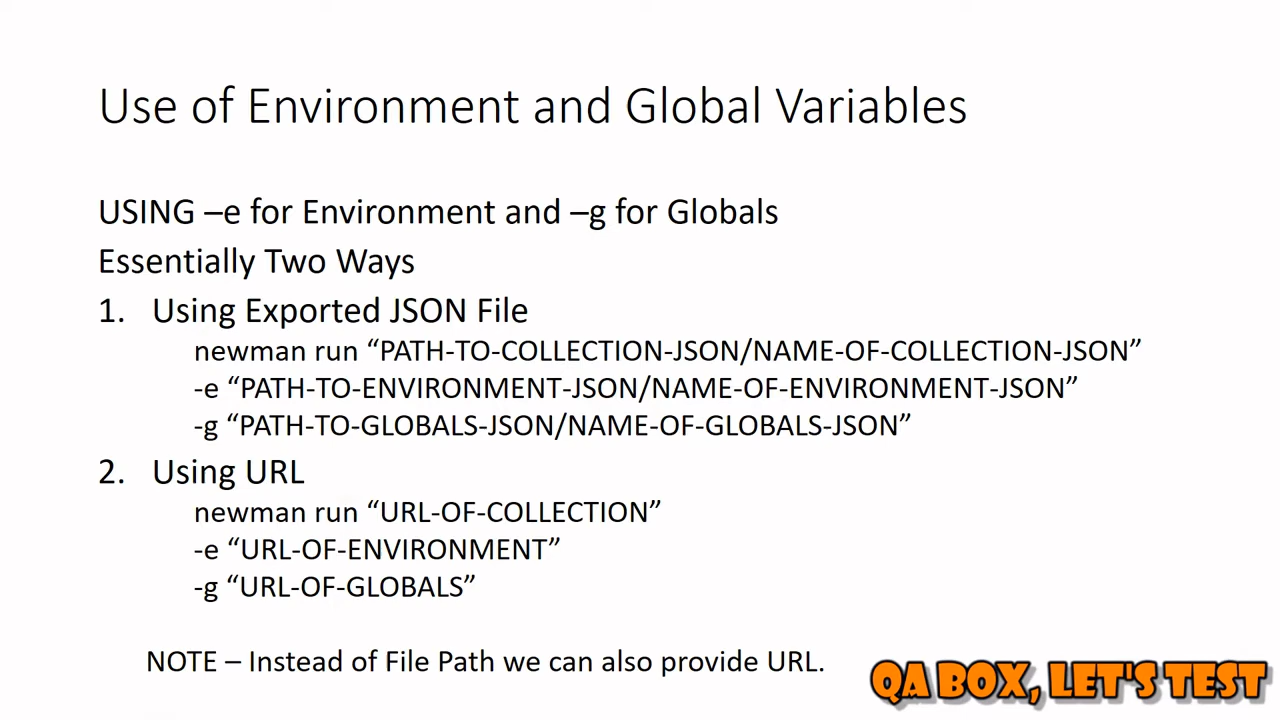 Use of Environment and Global Variables
USING –e for Environment and –g for Globals
Essentially Two Ways
1. Using Exported JSON File
newman run “PATH-TO-COLLECTION-JSON/NAME-OF-COLLECTION-JSON”
-e “PATH-TO-ENVIRONMENT-JSON/NAME-OF-ENVIRONMENT-JSON”
-g “PATH-TO-GLOBALS-JSON/NAME-OF-GLOBALS-JSON”
2. Using URL
newman run “URL-OF-COLLECTION”
-e “URL-OF-ENVIRONMENT”
-g “URL-OF-GLOBALS”
NOTE – Instead of File Path we can also provide URL.
QA BOX, LET'S TEST